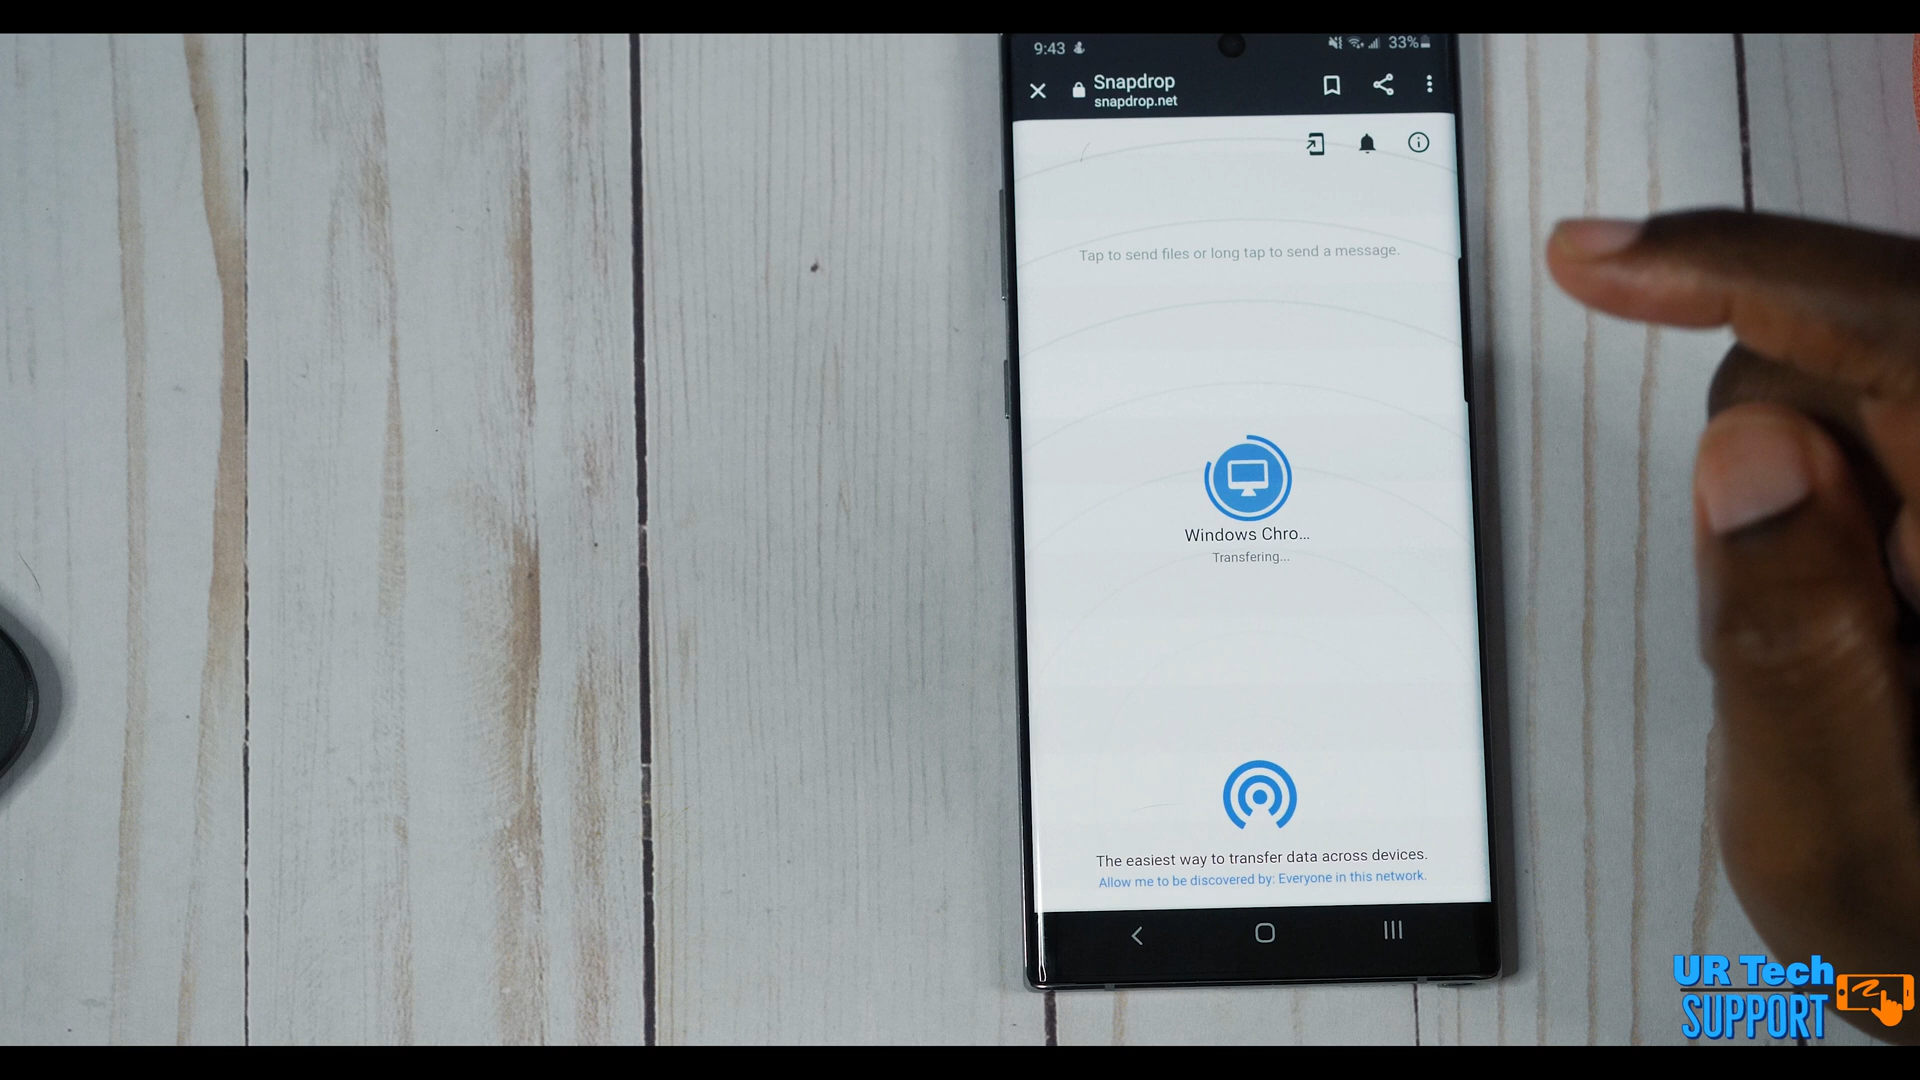 9:43
33%
Snapdrop
snapdrop.net
Tap to send files or long tap to send a message.
Windows Chro...
Transfering...
The easiest way to transfer data across devices.
Allow me to be discovered by: Everyone in this network.
UR Tech
SUPPORT